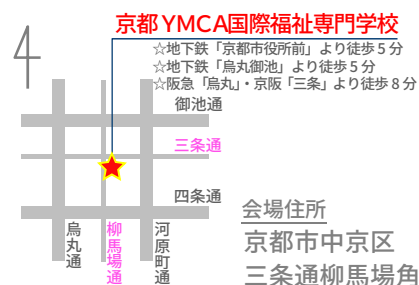 京都YMCA国際福祉専門学校
☆地下鉄「京都市役所前」より徒歩5分
☆地下鉄「烏丸御池」より徒歩5分
☆阪急「烏丸」・京阪「三条」より徒歩8分
御池通
三条通
四条通
烏丸通
柳馬場通
河原町通
会場住所
京都市中京区
三条通柳馬場角